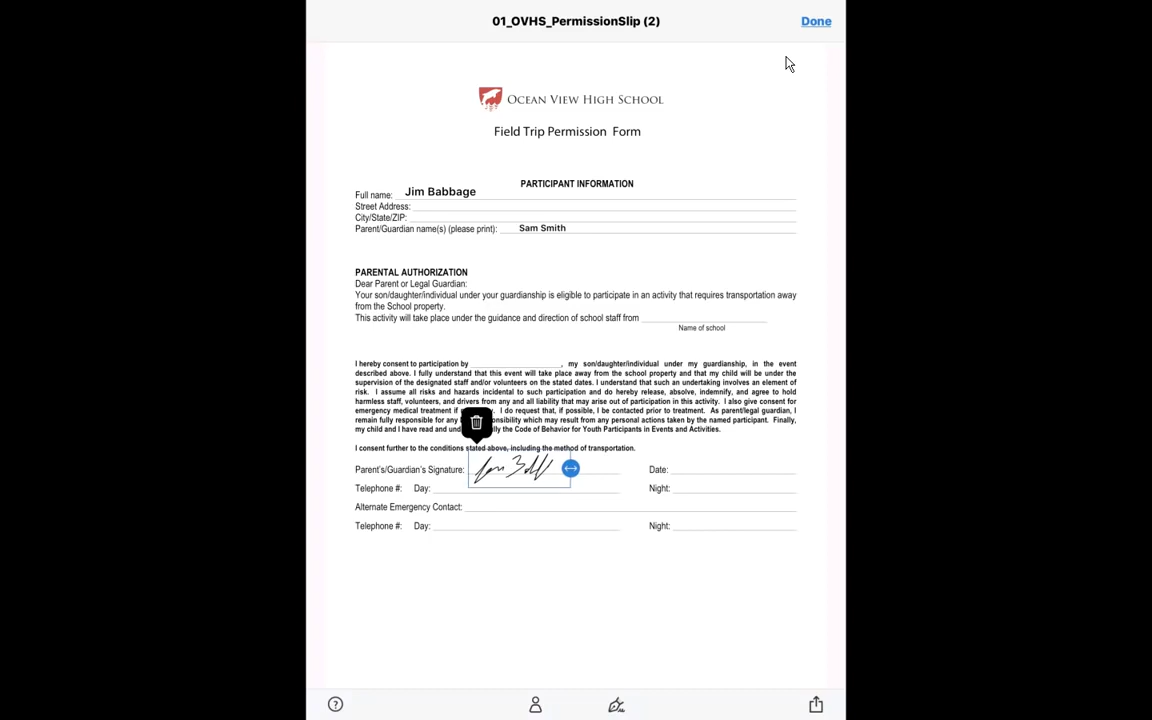 01_OVHS_PermissionSlip (2)
Done
OCEAN VIEW HIGH SCHOOL
Field Trip Permission Form
PARTICIPANT INFORMATION
Full name: Jim Babbage
Street Address:
City/State/ZIP:
Parent/Guardian name(s) (please print): Sam Smith
PARENTAL AUTHORIZATION
Dear Parent or Legal Guardian:
Your son/daughter/individual under your guardianship is eligible to participate in an activity that requires transportation away
from the School property.
This activity will take place under the guidance and direction of school staff from
Name of school
I hereby consent to participation by , my son/daughter/individual under my guardianship, in the event
described above. I fully understand that this event will take place away from the school property and that my child will be under the
supervision of the designated staff and/or volunteers on the stated dates. I understand that such an undertaking involves an element of
risk. I assume all risks and hazards incidental to such participation and do hereby release, absolve, indemnify, and agree to hold
harmless staff, volunteers, and drivers from any and all liability that may arise out of participation in this activity. I also give consent for
emergency medical treatment if I do request that, if possible, I be contacted prior to treatment. As parent/legal guardian, I
remain fully responsible for any which may result from any personal actions taken by the named participant. Finally,
my child and I have read and the Code of Behavior for Youth Participants in Events and Activities.
I consent further to the conditions stated above, including the method of transportation.
Parent's/Guardian's Signature: Date:
Telephone #: Day: Night:
Alternate Emergency Contact:
Telephone #: Day: Night: